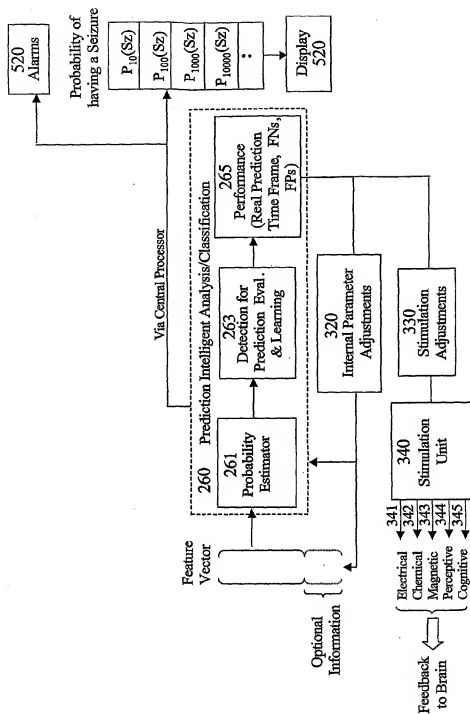 520
Alarms
Probability of
having a Seizure
P10(Sz)
P100(Sz)
P1000(Sz)
P10000(Sz)
:
Display
520
Via Central Processor
260 Prediction Intelligent Analysis/Classification
261
Probability
Estimator
263
Detection for
Prediction Eval.
& Learning
265
Performance
(Real Prediction
Time Frame, FNs,
FPs)
Feature
Vector
Optional
Information
320
Internal Parameter
Adjustments
330
Stimulation
Adjustments
340
Stimulation
Unit
341
342
343
344
345
Electrical
Chemical
Magnetic
Perceptive
Cognitive
Feedback
to Brain